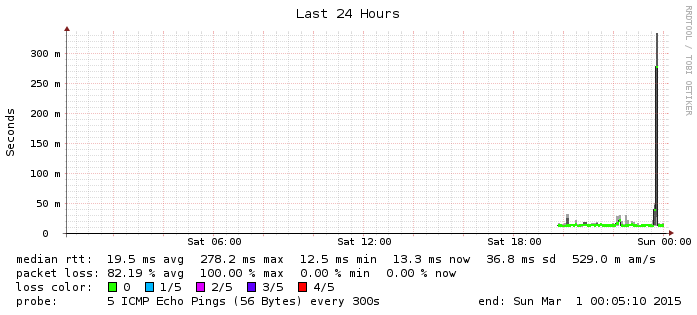 Last 24 Hours
RRDTOOL / TOBI OETIKER
Seconds
300 m
250 m
200 m
150 m
100 m
50 m
0
Sat 06:00 Sat 12:00 Sat 18:00 Sun 00:00
median rtt: 19.5 ms avg 278.2 ms max 12.5 ms min 13.3 ms now 36.8 ms sd 529.0 m am/s
packet loss: 82.19 % avg 100.00 % max 0.00 % min 0.00 % now
loss color: 0 1/5 2/5 3/5 4/5
probe: 5 ICMP Echo Pings (56 Bytes) every 300s end: Sun Mar 1 00:05:10 2015